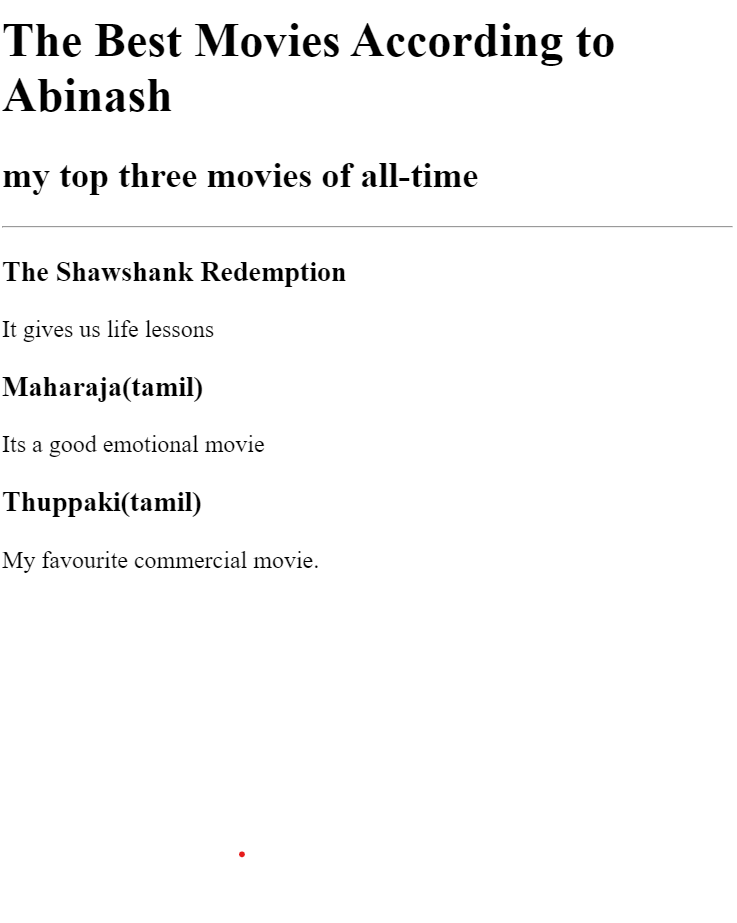 The Best Movies According to
Abinash
my top three movies of all-time
The Shawshank Redemption
It gives us life lessons
Maharaja(tamil)
Its a good emotional movie
Thuppaki(tamil)
My favourite commercial movie.